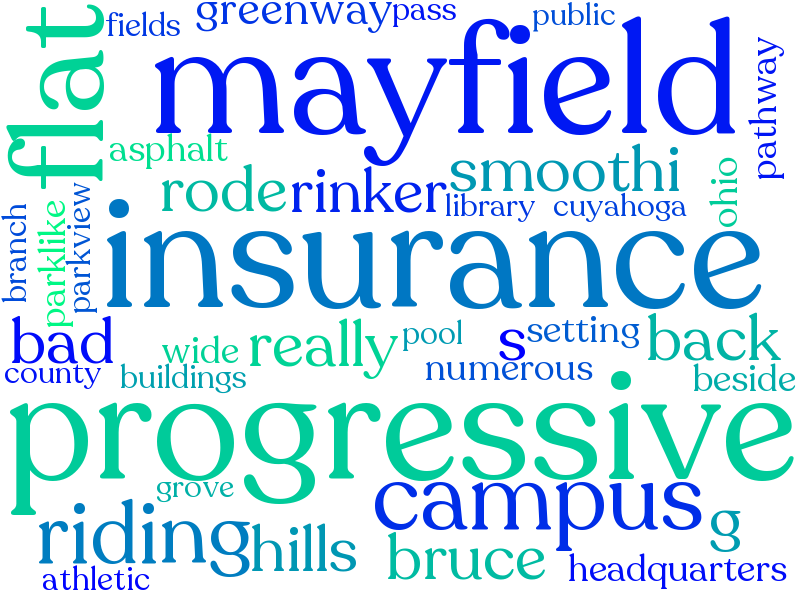 fields
greenway
pass
public
flat
mayfield
pathway
asphalt
smoothi
rode
rinker
library
cuyahoga
ohio
branch
parklike
parkview
insurance
bad
wide
really
pool
s
setting
back
county
buildings
numerous
beside
progressive
grove
campus
riding
hills
bruce
g
athletic
headquarters